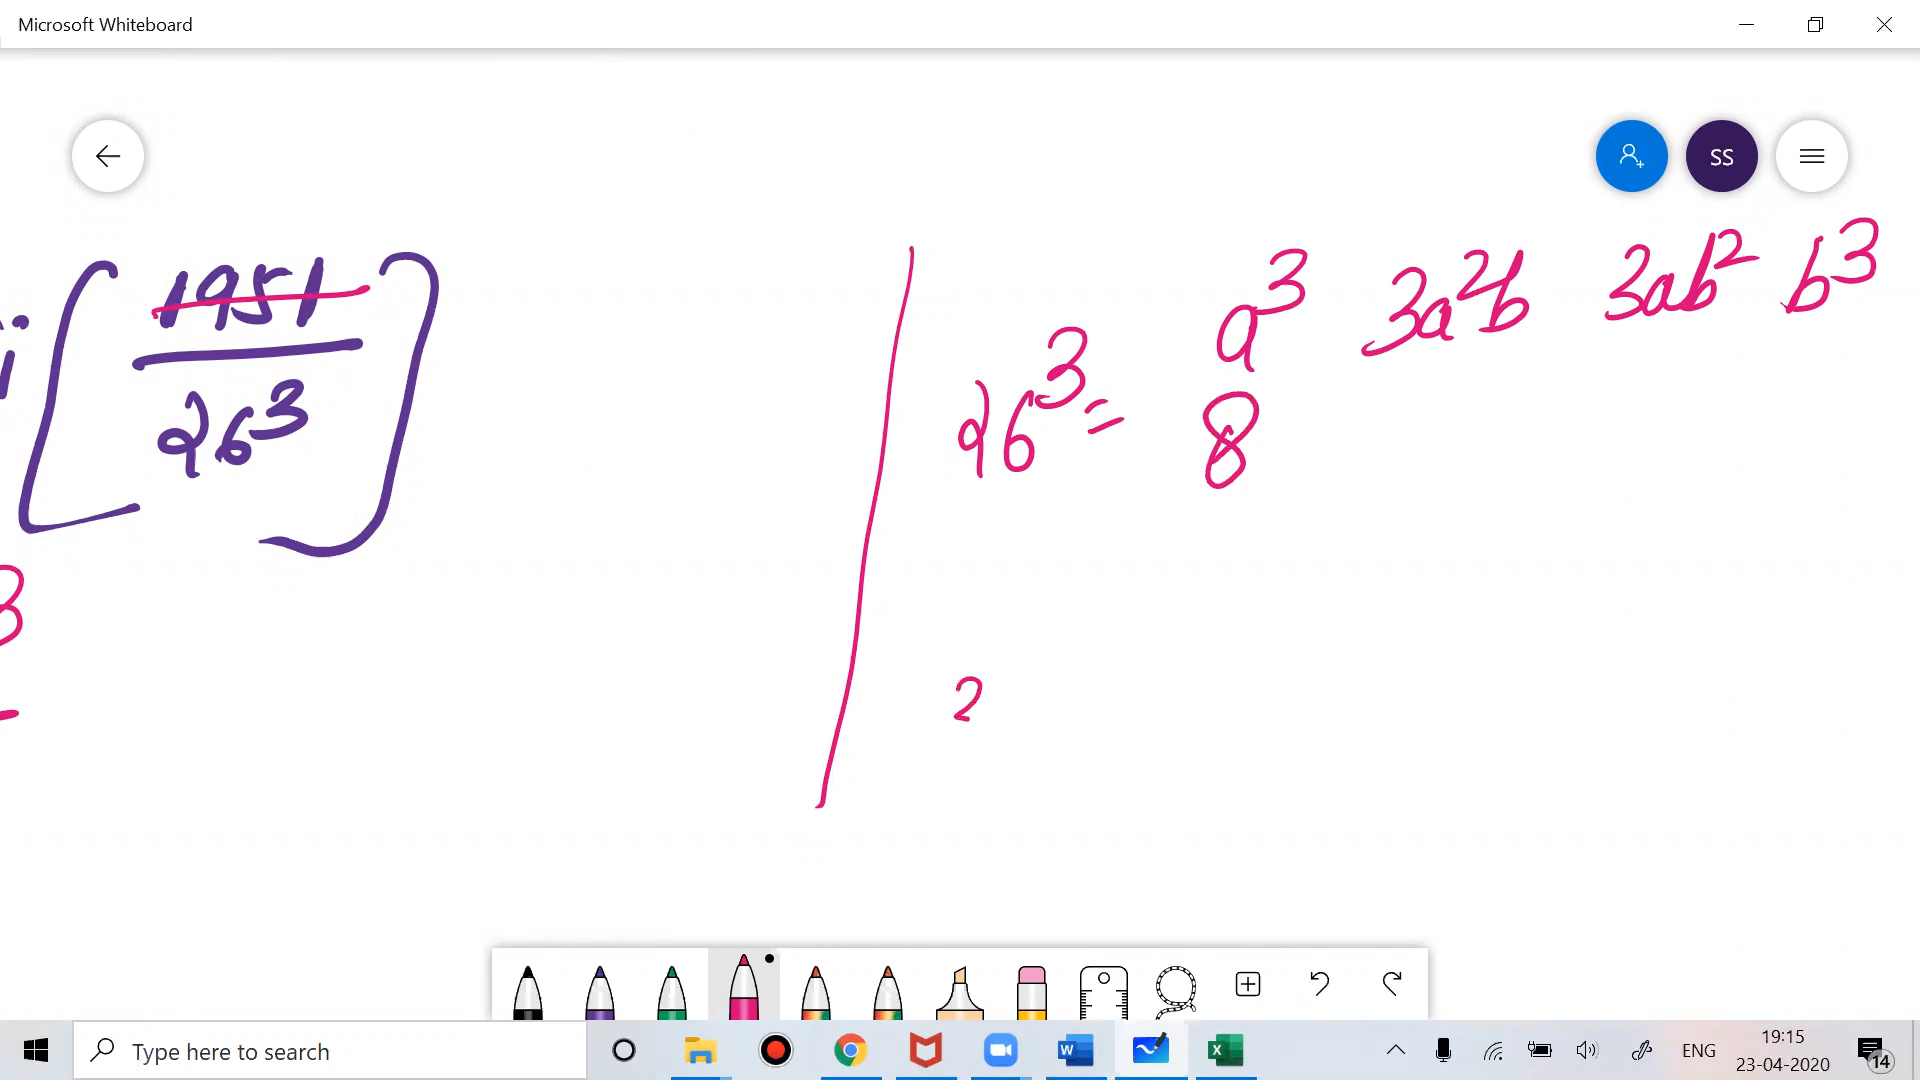 Microsoft Whiteboard
SS
1951
26³
3
26³ =
a³ 3a²b 3ab² b³
8
2
Type here to search
ENG
19:15
23-04-2020
14